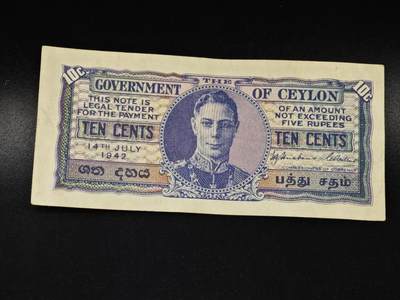 10c 10c
THE
GOVERNMENT OF CEYLON
THIS NOTE IS
LEGAL TENDER
FOR THE PAYMENT
OF AN AMOUNT
NOT EXCEEDING
FIVE RUPEES
TEN CENTS TEN CENTS
14TH JULY
1942
ශත දහය
பத்து சதம்